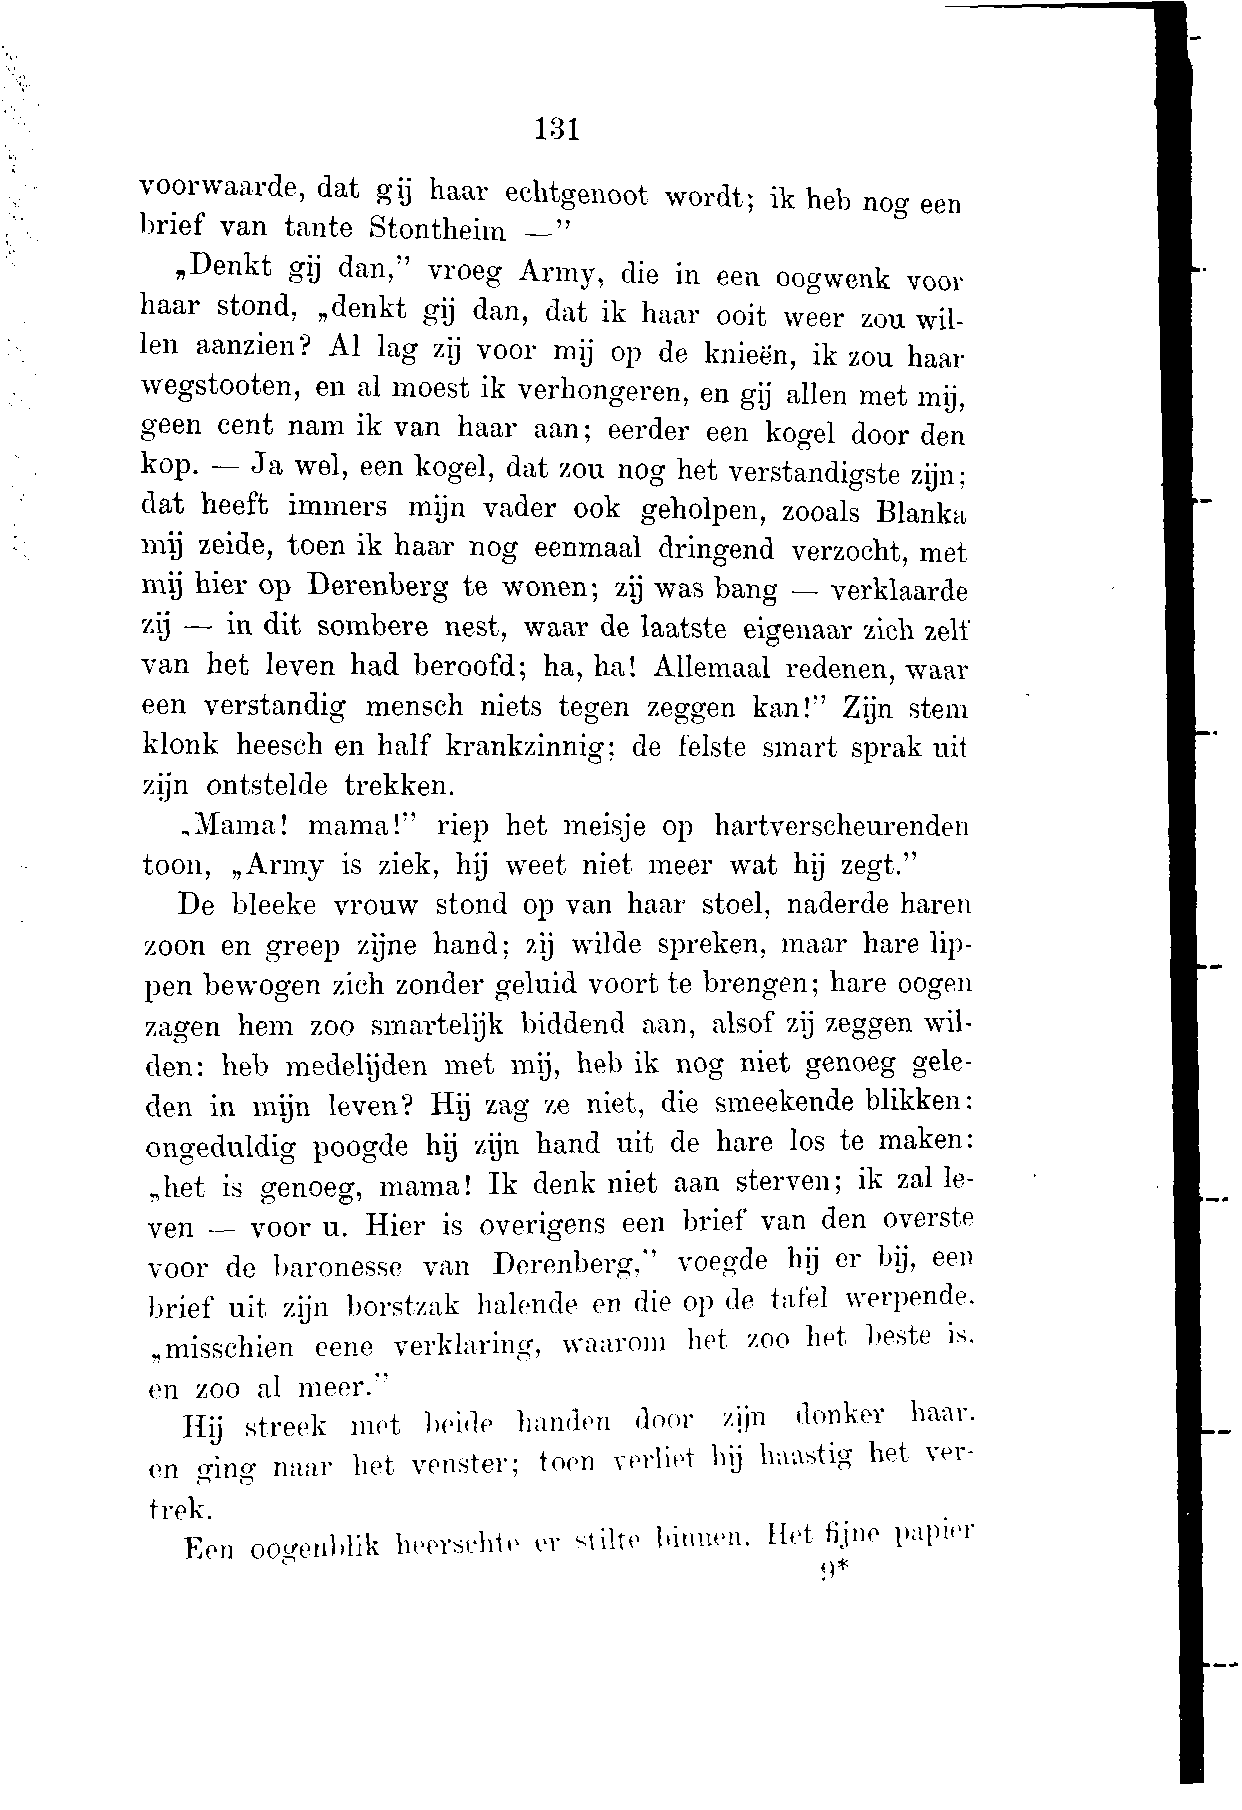 131
voorwaarde, dat gij haar echtgenoot wordt; ik heb nog een
brief van tante Stontheim —”
„Denkt gij dan,” vroeg Army, die in een oogwenk voor
haar stond, „denkt gij dan, dat ik haar ooit weer zou wil-
len aanzien? Al lag zij voor mij op de knieën, ik zou haar
wegstooten, en al moest ik verhongeren, en gij allen met mij,
geen cent nam ik van haar aan; eerder een kogel door den
kop. — Ja wel, een kogel, dat zou nog het verstandigste zijn;
dat heeft immers mijn vader ook geholpen, zooals Blanka
mij zeide, toen ik haar nog eenmaal dringend verzocht, met
mij hier op Derenberg te wonen; zij was bang — verklaarde
zij — in dit sombere nest, waar de laatste eigenaar zich zelf
van het leven had beroofd; ha, ha! Allemaal redenen, waar
een verstandig mensch niets tegen zeggen kan!” Zijn stem
klonk heesch en half krankzinnig; de felste smart sprak uit
zijn ontstelde trekken.
„Mama! mama!” riep het meisje op hartverscheurenden
toon, „Army is ziek, hij weet niet meer wat hij zegt.”
De bleeke vrouw stond op van haar stoel, naderde haren
zoon en greep zijne hand; zij wilde spreken, maar hare lip-
pen bewogen zich zonder geluid voort te brengen; hare oogen
zagen hem zoo smartelijk biddend aan, alsof zij zeggen wil-
den: heb medelijden met mij, heb ik nog niet genoeg gele-
den in mijn leven? Hij zag ze niet, die smeekende blikken:
ongeduldig poogde hij zijn hand uit de hare los te maken:
„het is genoeg, mama! Ik denk niet aan sterven; ik zal le-
ven — voor u. Hier is overigens een brief van den overste
voor de baronesse van Derenberg,” voegde hij er bij, een
brief uit zijn borstzak halende en die op de tafel werpende.
„misschien eene verklaring, waarom het zoo het beste is.
en zoo al meer.”
Hij streek met beide handen door zijn donker haar.
en ging naar het venster; toen verliet hij haastig het ver-
trek.
Een oogenblik heerschte er stilte binnen. Het fijne papier
9*